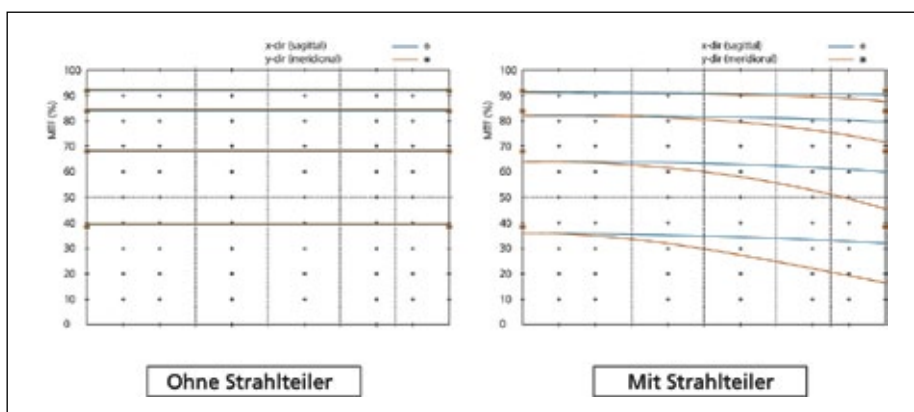 x-dir (sagittal)
y-dir (meridional)
MTF (%)
100
90
80
70
60
50
40
30
20
10
0
Ohne Strahlteiler
x-dir (sagittal)
y-dir (meridional)
MTF (%)
100
90
80
70
60
50
40
30
20
10
0
Mit Strahlteiler